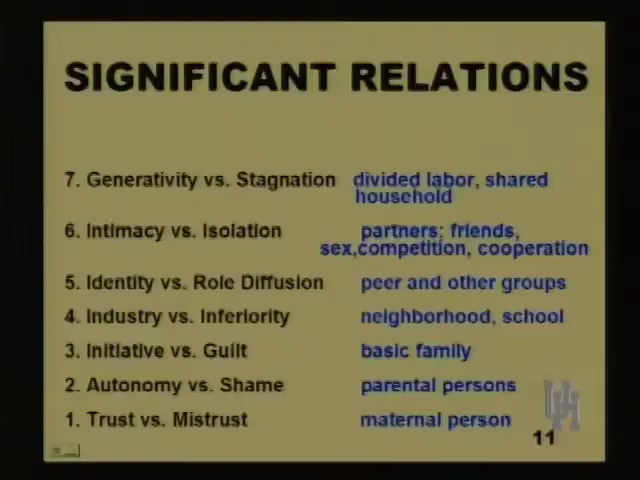 SIGNIFICANT RELATIONS
7. Generativity vs. Stagnation divided labor, shared
household
6. Intimacy vs. Isolation partners: friends,
sex,competition, cooperation
5. Identity vs. Role Diffusion peer and other groups
4. Industry vs. Inferiority neighborhood, school
3. Initiative vs. Guilt basic family
2. Autonomy vs. Shame parental persons
1. Trust vs. Mistrust maternal person
UH
11